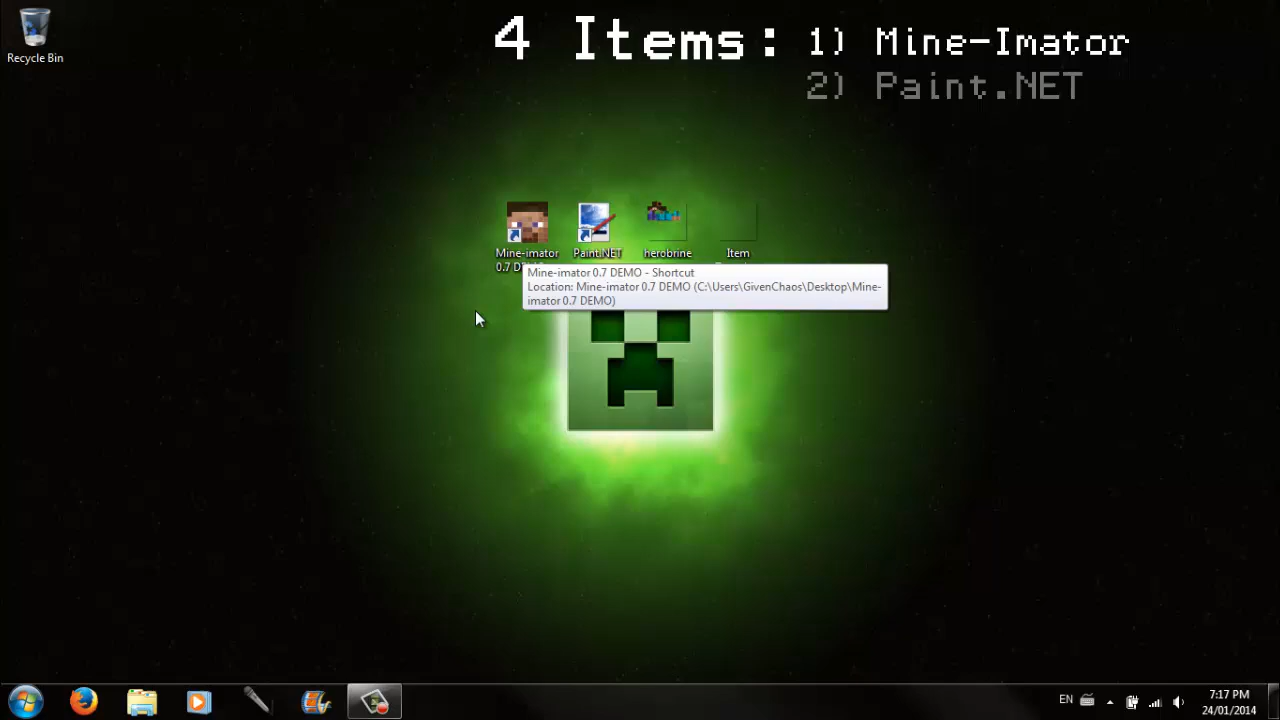 4 Items: 1) Mine-Imator
2) Paint.NET
Recycle Bin
Mine-imator
0.7 D
Paint.NET
herobrine
Item
Mine-imator 0.7 DEMO - Shortcut
Location: Mine-imator 0.7 DEMO (C:\Users\GivenChaos\Desktop\Mine-
imator 0.7 DEMO)
EN
7:17 PM
24/01/2014